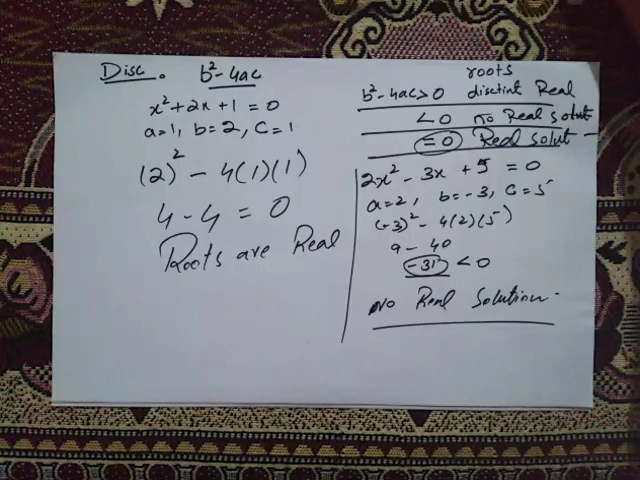 Disc. b²-4ac
x²+2x+1=0
a=1, b=2, c=1
(2)² - 4(1)(1)
4-4 = 0
Roots are Real
roots
b²-4ac>0 disctint Real
<0 no Real solut
=0 Real solut -
2x² - 3x + 5 = 0
a=2, b=-3, c=5
(-3)² - 4(2)(5)
9 - 40
-31 <0
No Real Solution.